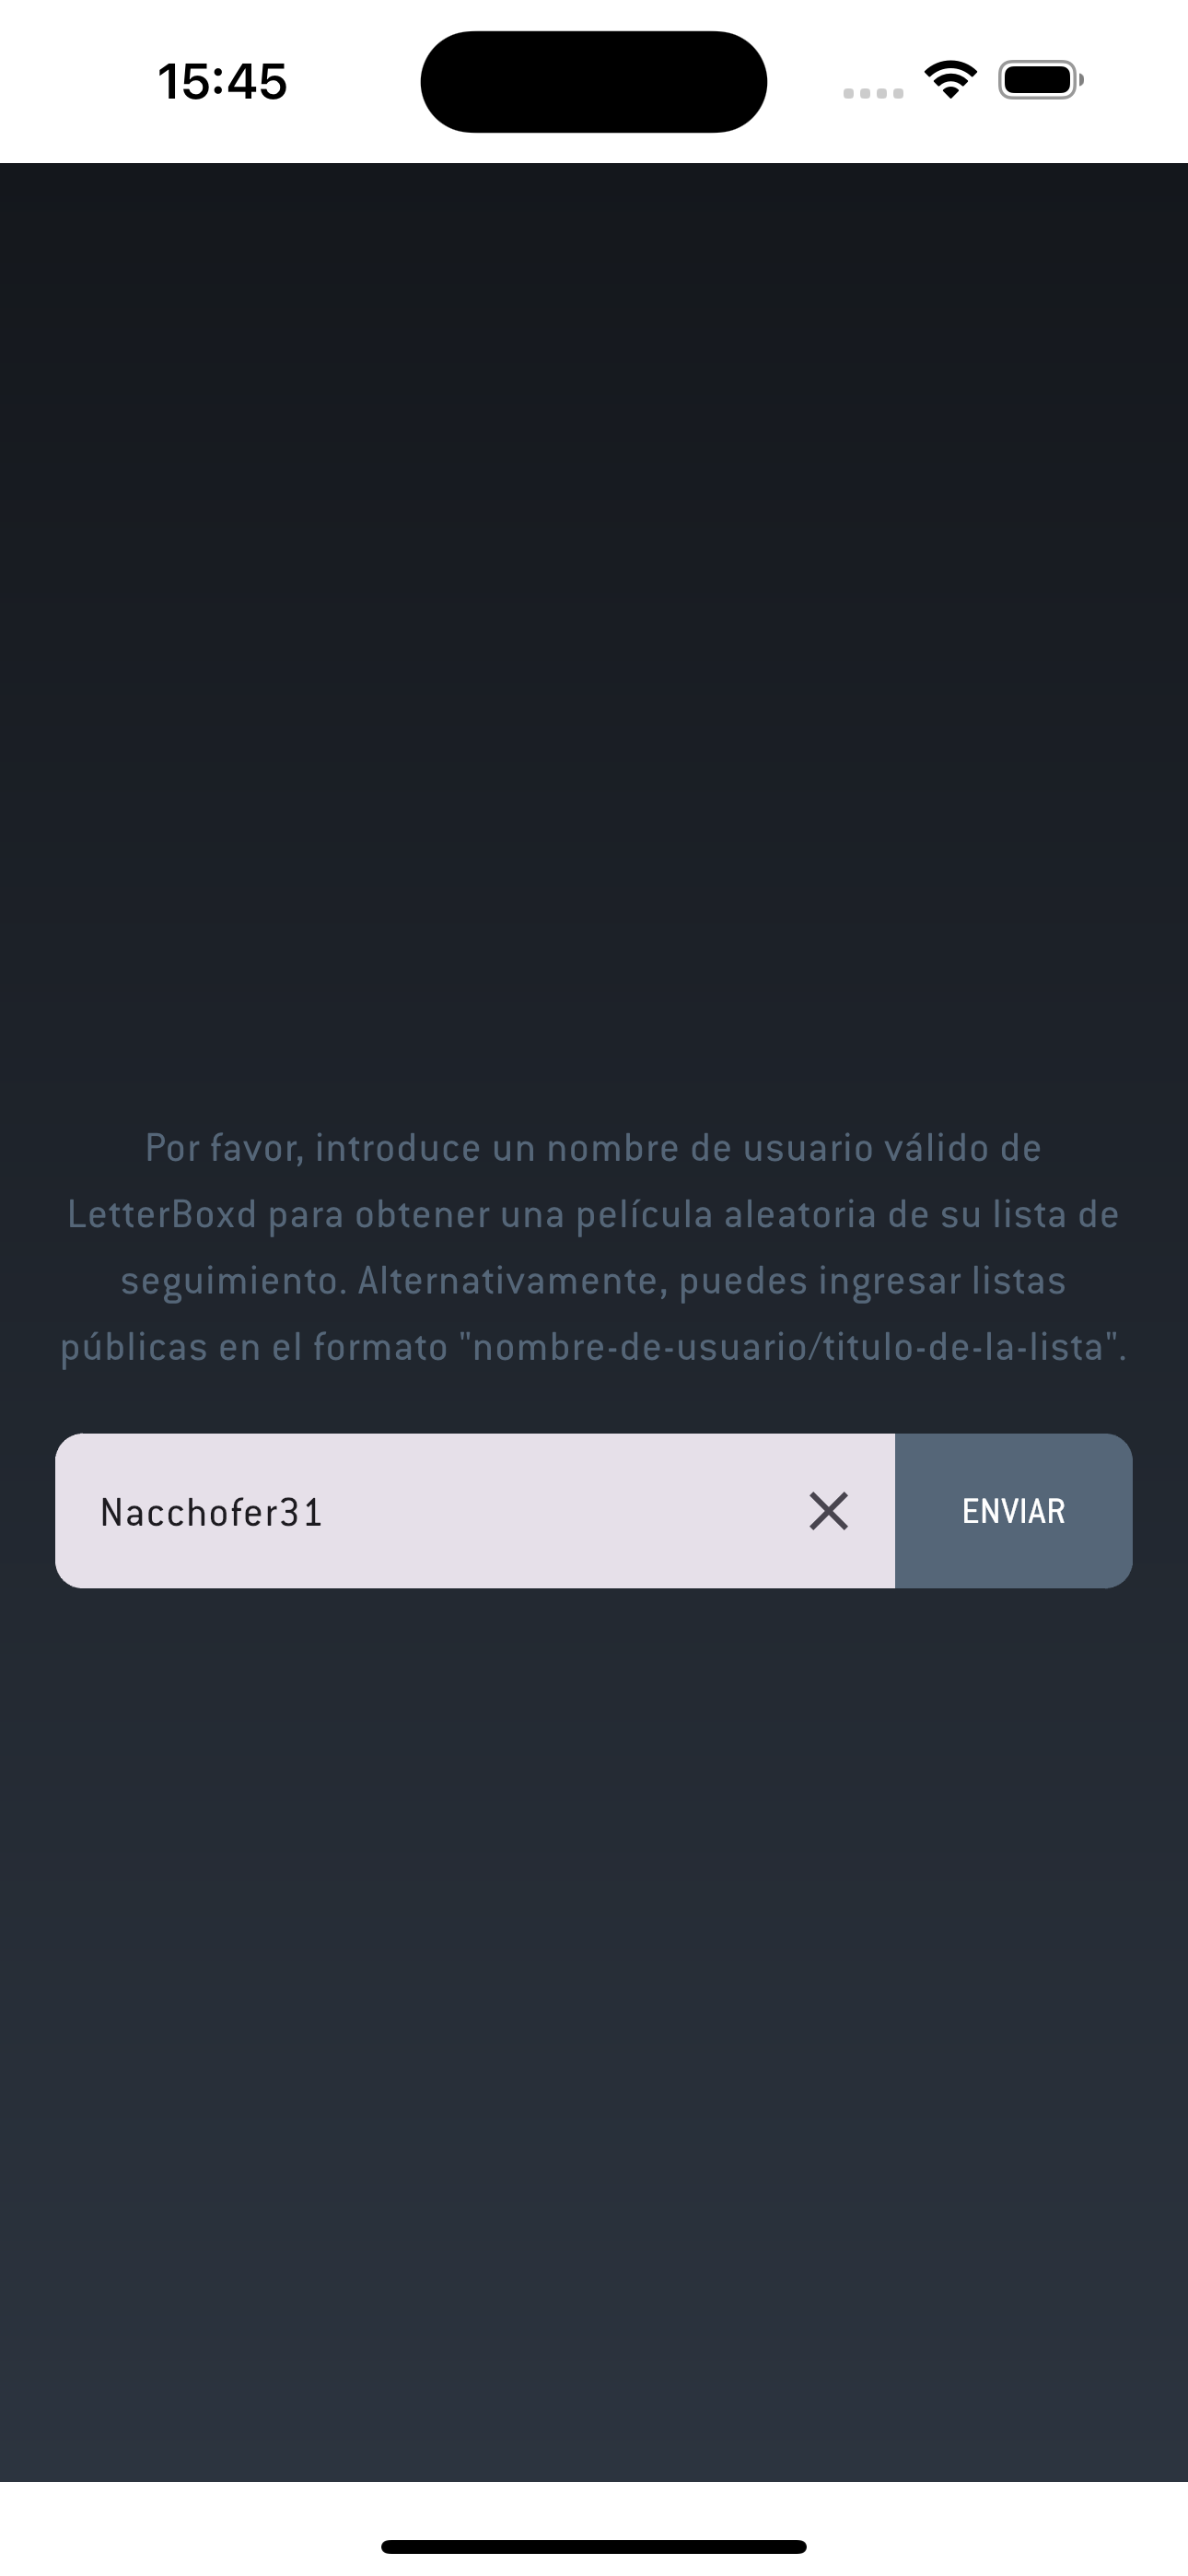 15:45
Por favor, introduce un nombre de usuario válido de
LetterBoxd para obtener una película aleatoria de su lista de
seguimiento. Alternativamente, puedes ingresar listas
públicas en el formato "nombre-de-usuario/titulo-de-la-lista".
Nacchofer31
ENVIAR